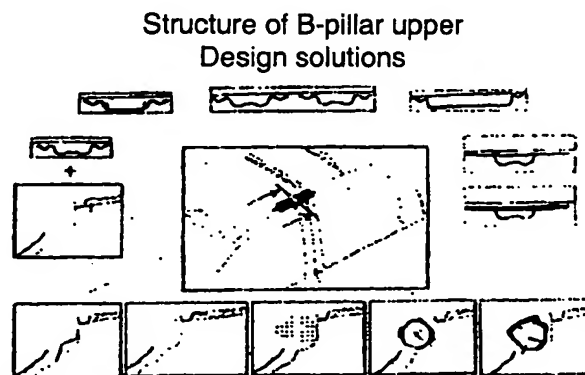 Structure of B-pillar upper
Design solutions
+